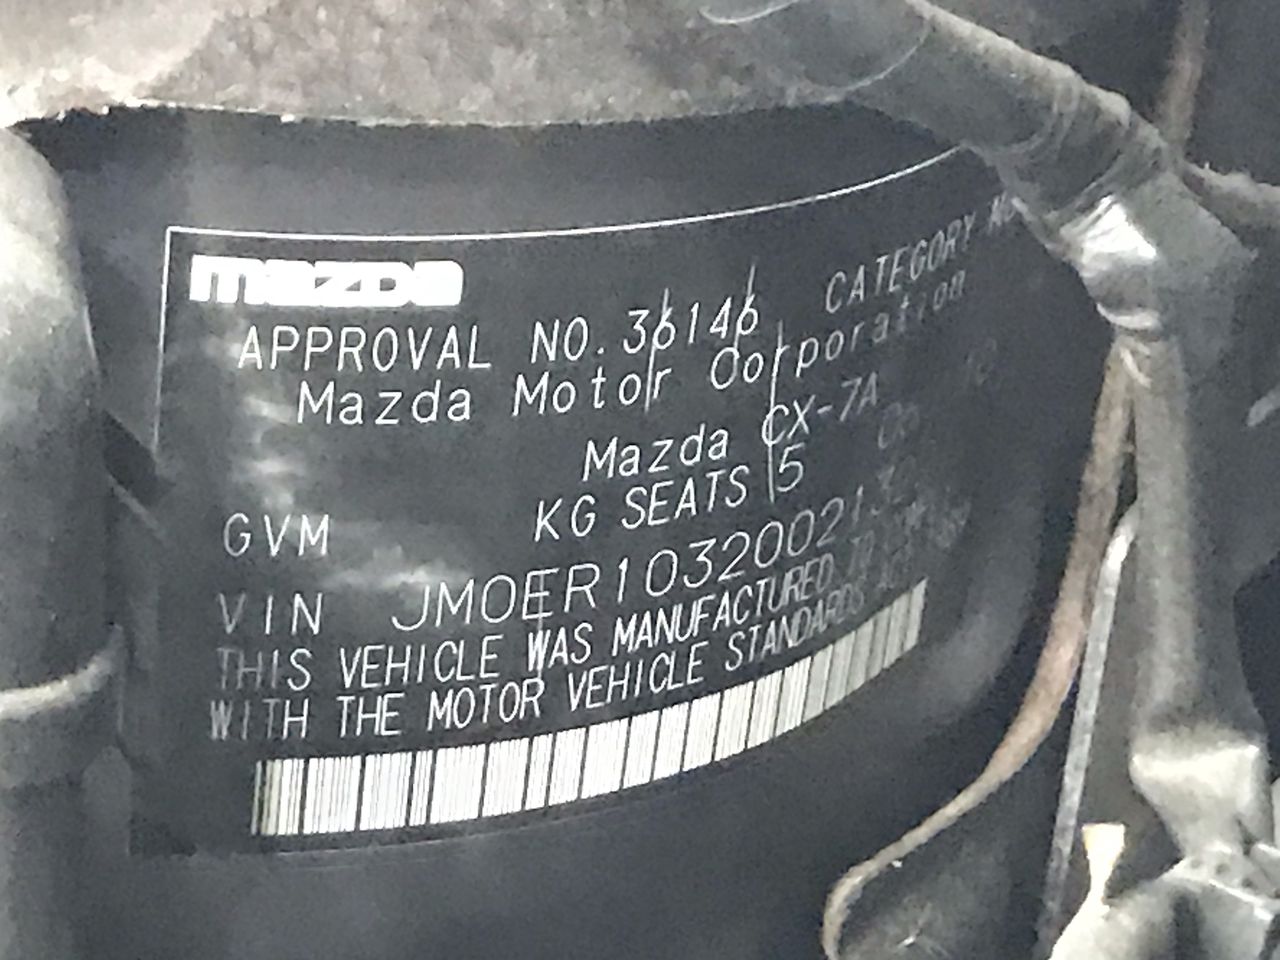 mazda
APPROVAL NO. 36146 CATEGORY
Mazda Motor Corporation
Mazda CX-7A
GVM KG SEATS 5
VIN JM0ER103200213
THIS VEHICLE WAS MANUFACTURED TO
WITH THE MOTOR VEHICLE STANDARDS